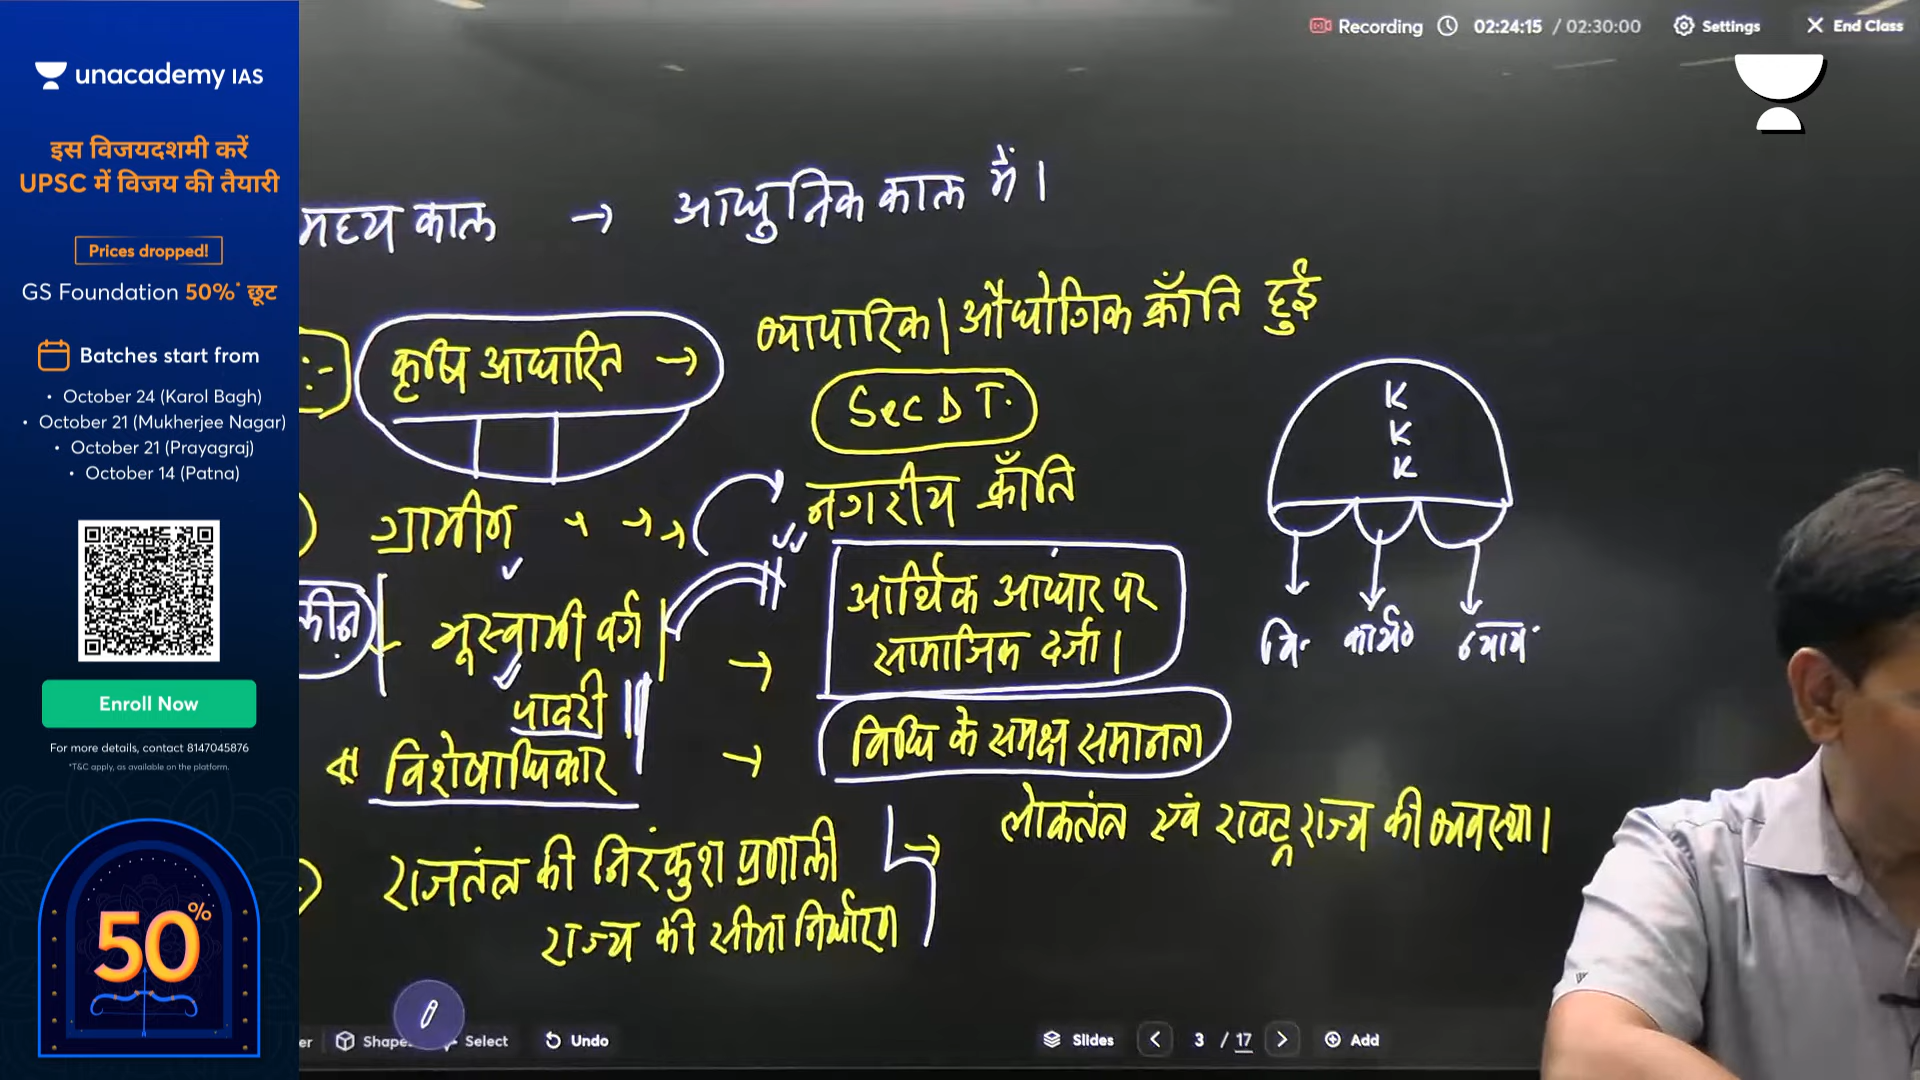 Recording 02:24:15 / 02:30:00 Settings End Class
unacademy IAS
इस विजयदशमी करें
UPSC में विजय की तैयारी
Prices dropped!
GS Foundation 50%* छूट
Batches start from
• October 24 (Karol Bagh)
• October 21 (Mukherjee Nagar)
• October 21 (Prayagraj)
• October 14 (Patna)
Enroll Now
For more details, contact 8147045876
*T&C apply, as available on the platform.
50%
मध्य काल → आधुनिक काल में।
कृषि आधारित → व्यापारिक/औद्योगिक क्राँति हुई
Sec D T.
ग्रामीण → → → नगरीय क्राँति
भूस्वामी वर्ग → आर्थिक आधार पर
सामाजिक दर्जा।
पादरी
विशेषाधिकार → विधि के समक्ष समानता
राजतंत्र की निरंकुश प्रणाली → लोकतंत्र एवं राष्ट्र राज्य की व्यवस्था।
राज्य की सीमा निर्धारण
K
K
K
वि॰ कार्य॰ न्याय॰
Select Undo Slides 3 / 17 Add